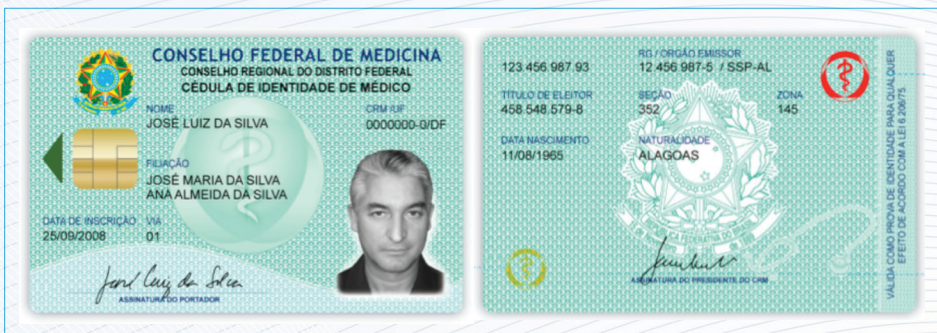 CONSELHO FEDERAL DE MEDICINA
CONSELHO REGIONAL DO DISTRITO FEDERAL
CÉDULA DE IDENTIDADE DE MÉDICO
NOME
JOSÉ LUIZ DA SILVA
CRM /UF
0000000-0/DF
FILIAÇÃO
JOSÉ MARIA DA SILVA
ANA ALMEIDA DA SILVA
DATA DE INSCRIÇÃO VIA
25/09/2008 01
José Luiz da Silva
ASSINATURA DO PORTADOR
123.456.987.93
RG / ORGÃO EMISSOR
12.456.987-5 / SSP-AL
TÍTULO DE ELEITOR SEÇÃO ZONA
458.548.579-8 352 145
DATA NASCIMENTO NATURALIDADE
11/08/1965 ALAGOAS
ASSINATURA DO PRESIDENTE DO CRM
VÁLIDA COMO PROVA DE IDENTIDADE PARA QUALQUER
EFEITO DE ACORDO COM A LEI 6.206/75.